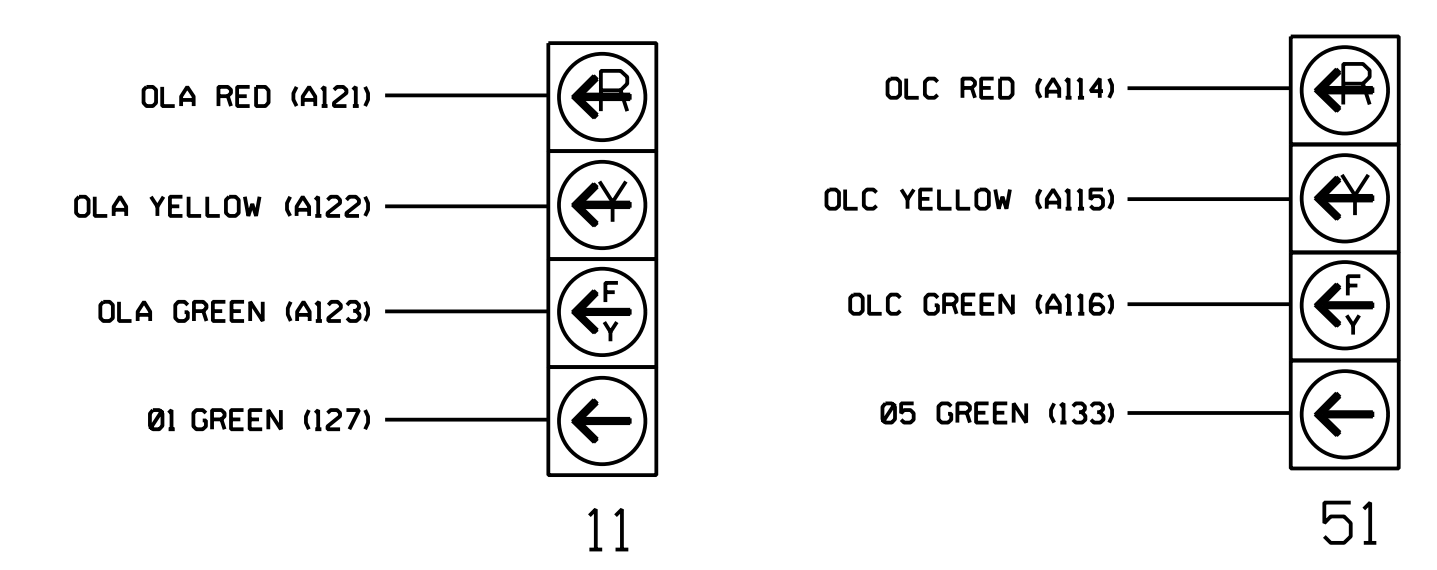 OLA RED (A121)
R
OLA YELLOW (A122)
Y
OLA GREEN (A123)
F
Y
Ø1 GREEN (127)
11
OLC RED (A114)
R
OLC YELLOW (A115)
Y
OLC GREEN (A116)
F
Y
Ø5 GREEN (133)
51